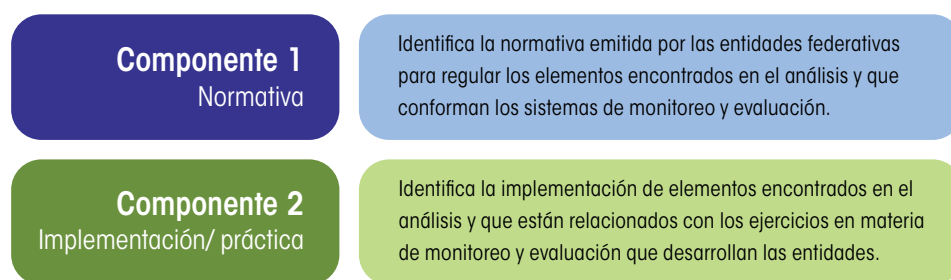 Componente 1
Normativa
Identifica la normativa emitida por las entidades federativas
para regular los elementos encontrados en el análisis y que
conforman los sistemas de monitoreo y evaluación.
Componente 2
Implementación/ práctica
Identifica la implementación de elementos encontrados en el
análisis y que están relacionados con los ejercicios en materia
de monitoreo y evaluación que desarrollan las entidades.